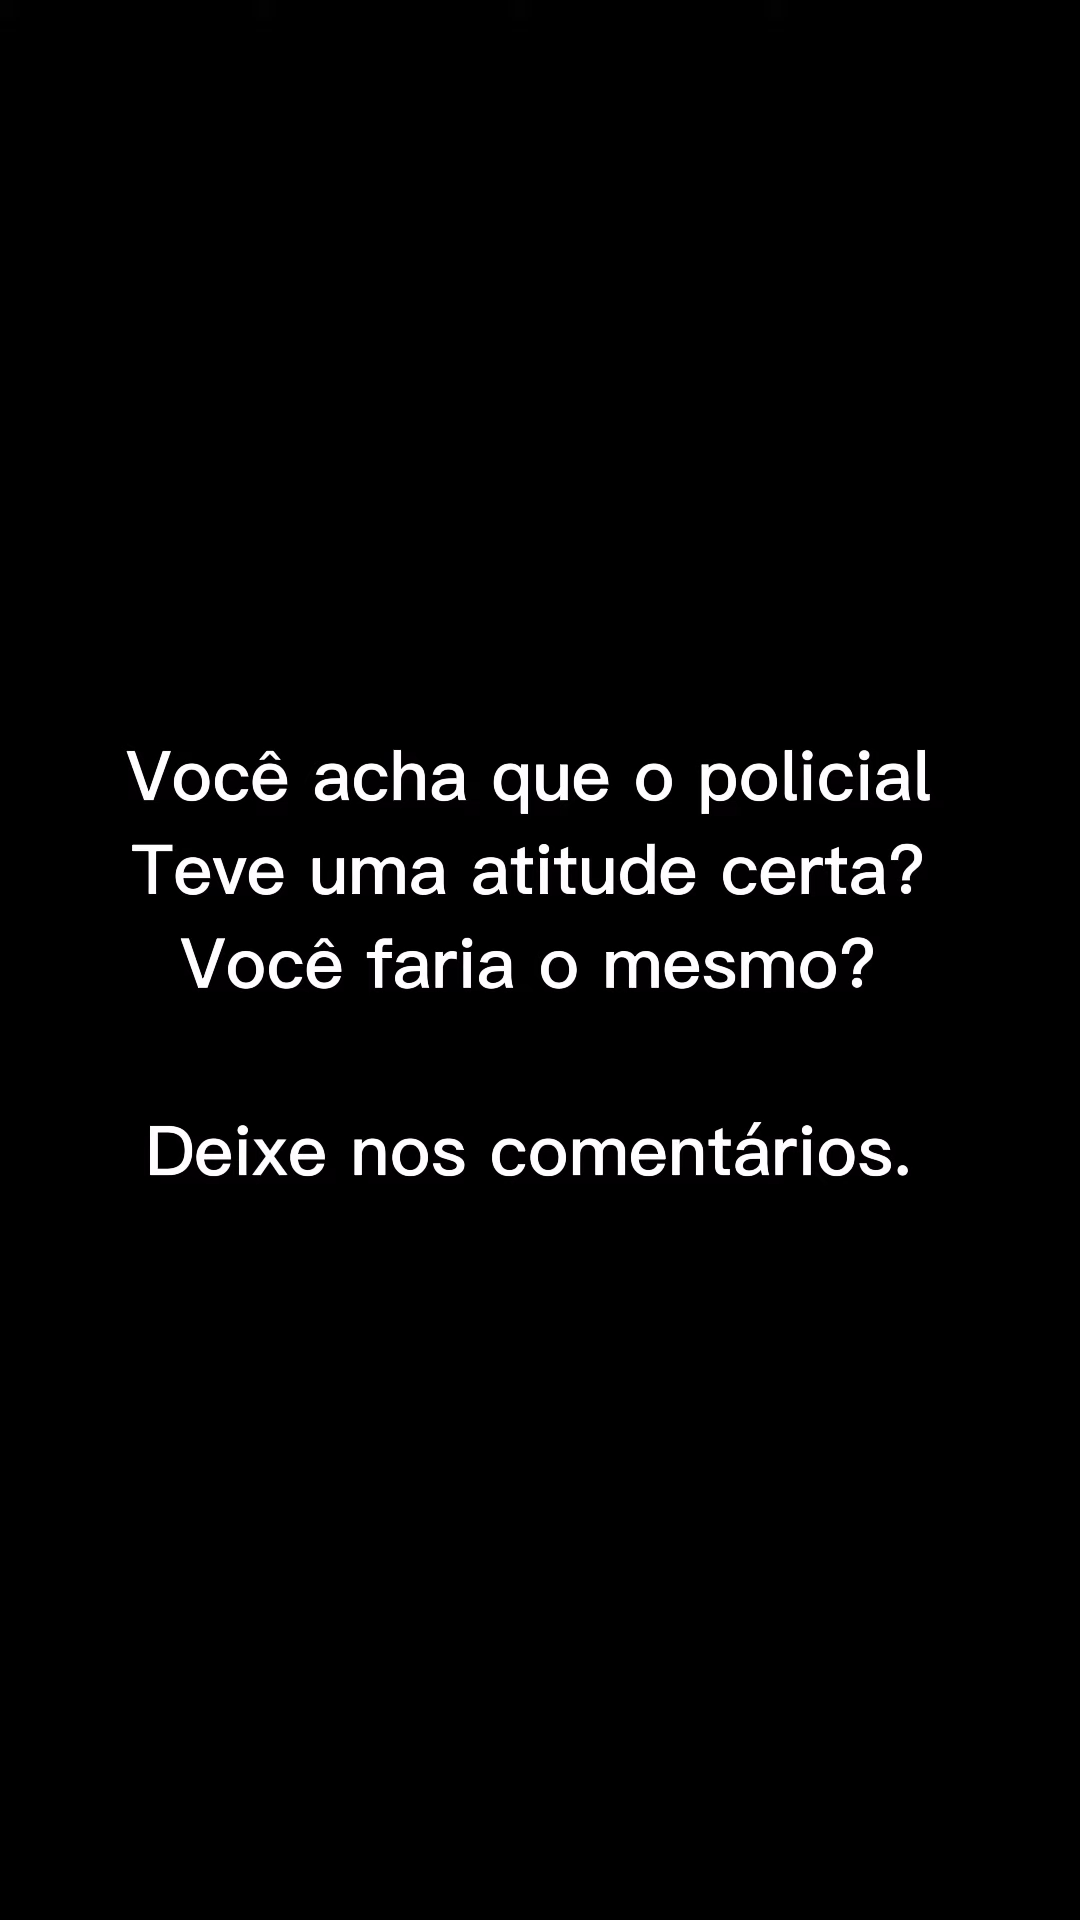 Você acha que o policial
Teve uma atitude certa?
Você faria o mesmo?
Deixe nos comentários.